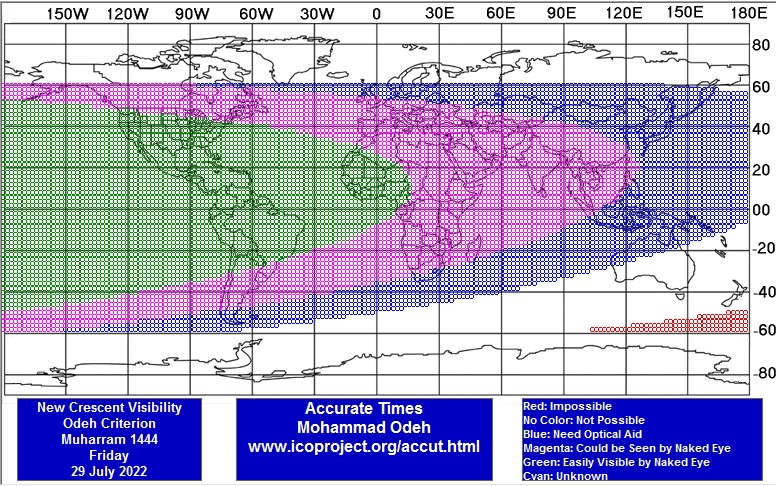 150W 120W 90W 60W 30W 0 30E 60E 90E 120E 150E 180E
80
60
40
20
00
-20
-40
-60
-80
New Crescent Visibility
Odeh Criterion
Muharram 1444
Friday
29 July 2022
Accurate Times
Mohammad Odeh
www.icoproject.org/accut.html
Red: Impossible
No Color: Not Possible
Blue: Need Optical Aid
Magenta: Could be Seen by Naked Eye
Green: Easily Visible by Naked Eye
Cyan: Unknown